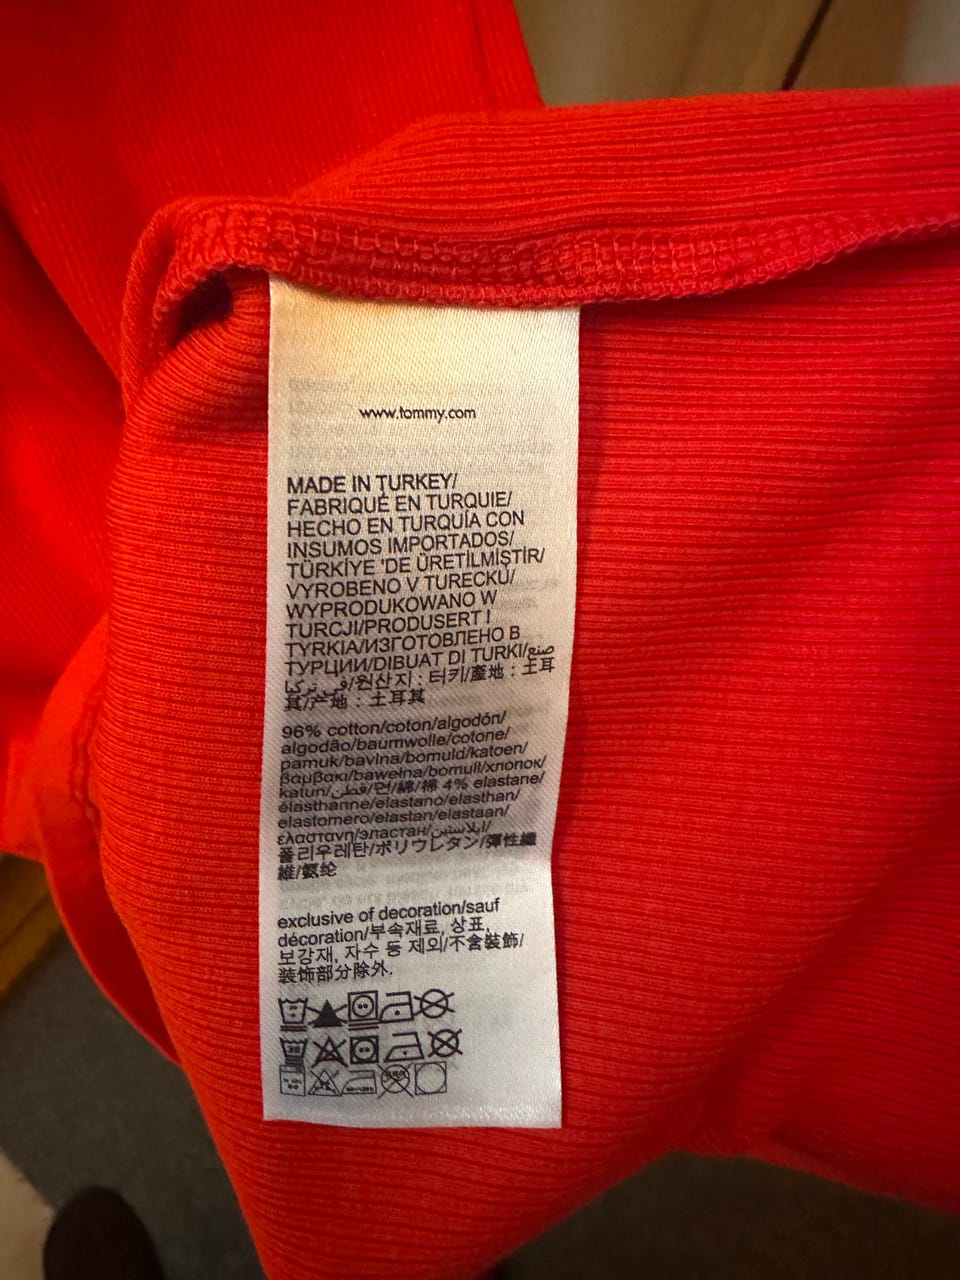 www.tommy.com
MADE IN TURKEY/
FABRIQUÉ EN TURQUIE/
HECHO EN TURQUÍA CON
INSUMOS IMPORTADOS/
TÜRKİYE 'DE ÜRETİLMİŞTİR/
VYROBENO V TURECKU/
WYPRODUKOWANO W
TURCJI/PRODUSERT I
TYRKIA/ИЗГОТОВЛЕНО В
ТУРЦИИ/DIBUAT DI TURKI/صنع
في تركيا/원산지 : 터키/產地 : 土耳
其/产地 : 土耳其
96% cotton/coton/algodón/
algodão/baumwolle/cotone/
pamuk/bavlna/bomuld/katoen/
βαμβακι/bawełna/bomull/хлопок/
katun/قطن/면/綿/棉 4% elastane/
élasthanne/elastano/elasthan/
elastomero/elastan/elastaan/
ελαστανη/эластан/ايلاستين/
폴리우레탄/ポリウレタン/彈性纖
維/氨纶
exclusive of decoration/sauf
décoration/부속재료, 상표,
보강재, 자수 등 제외/不含裝飾/
装饰部分除外.